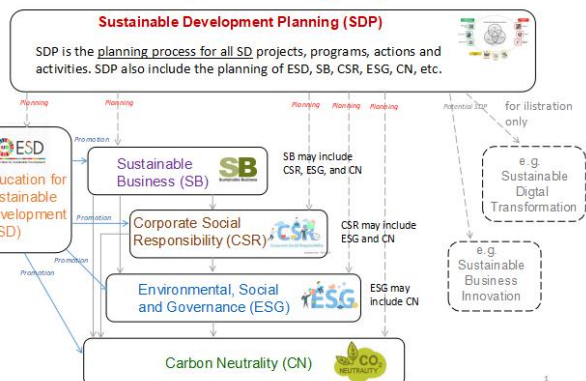 Sustainable Development Planning (SDP)
SDP is the planning process for all SD projects, programs, actions and
activities. SDP also include the planning of ESD, SB, CSR, ESG, CN, etc.
Planning
Planning
Planning
Planning
Planning
Potential SDP
for ilistration
only
ESD
ducation for
ustainable
evelopment
SD)
Promotion
Promotion
Promotion
Promotion
Sustainable
Business (SB)
SB
Sustainable Business
SB may include
CSR, ESG, and CN
Corporate Social
Responsibility (CSR)
CSR
CSR may include
ESG and CN
Environmental, Social
and Governance (ESG)
ESG
ESG may
include CN
Carbon Neutrality (CN)
CO2
NEUTRALITY
e.g.
Sustainable
Digtal
Transformation
e.g.
Sustainable
Business
Innovation
1